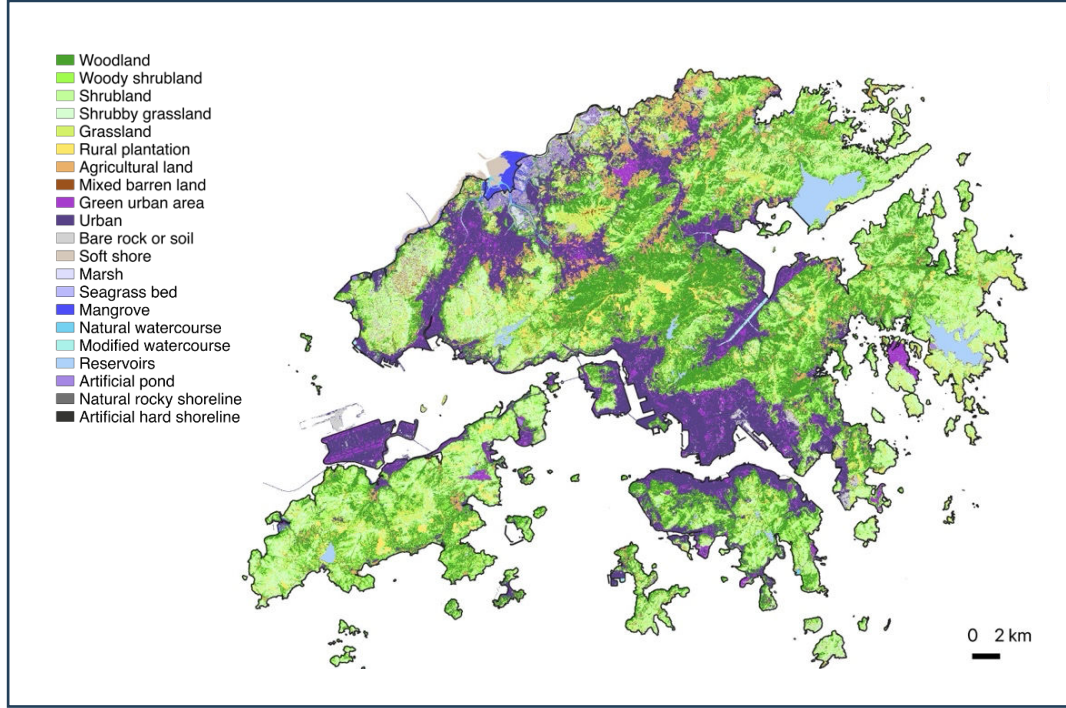 Woodland
Woody shrubland
Shrubland
Shrubby grassland
Grassland
Rural plantation
Agricultural land
Mixed barren land
Green urban area
Urban
Bare rock or soil
Soft shore
Marsh
Seagrass bed
Mangrove
Natural watercourse
Modified watercourse
Reservoirs
Artificial pond
Natural rocky shoreline
Artificial hard shoreline
0 2 km